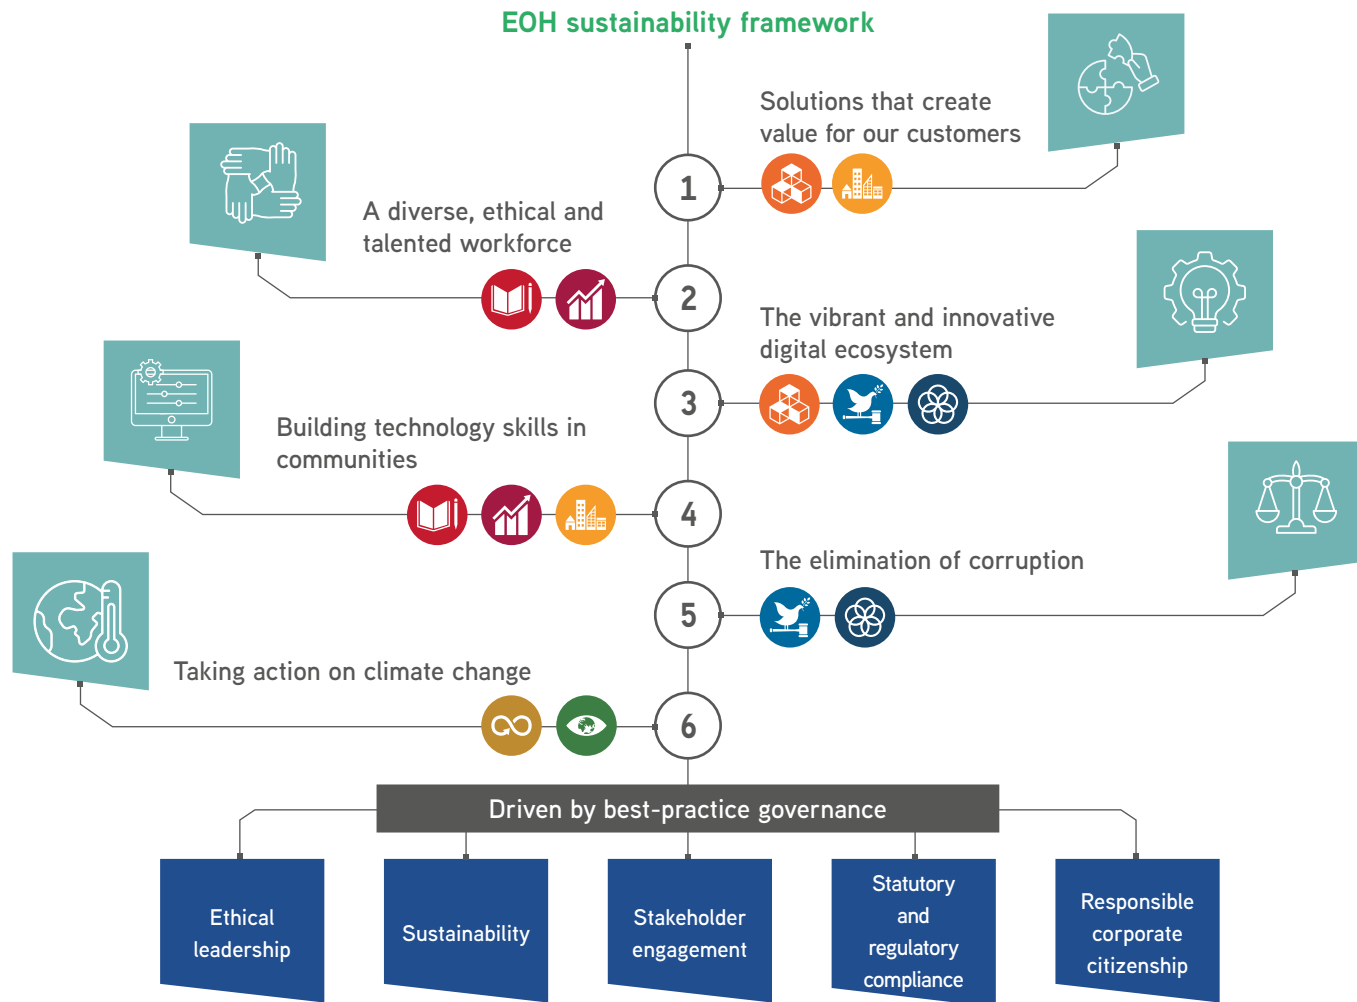 EOH sustainability framework
Solutions that create
value for our customers
1
A diverse, ethical and
talented workforce
2
The vibrant and innovative
digital ecosystem
3
Building technology skills in
communities
4
The elimination of corruption
5
Taking action on climate change
6
Driven by best-practice governance
Ethical
leadership
Sustainability
Stakeholder
engagement
Statutory
and
regulatory
compliance
Responsible
corporate
citizenship